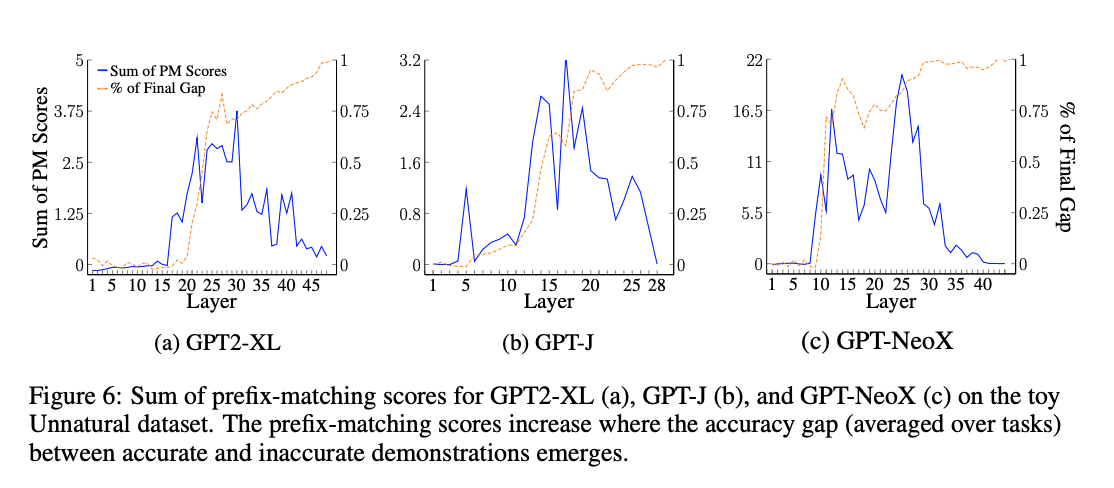 Sum of PM Scores
5
3.75
2.5
1.25
0
Sum of PM Scores
% of Final Gap
1
0.75
0.5
0.25
0
1 5 10 15 20 25 30 35 40 45
Layer
(a) GPT2-XL
3.2
2.4
1.6
0.8
0
1
0.75
0.5
0.25
0
1 5 10 15 20 25 28
Layer
(b) GPT-J
22
16.5
11
5.5
0
1
0.75
0.5
0.25
0
% of Final Gap
1 5 10 15 20 25 30 35 40
Layer
(c) GPT-NeoX
Figure 6: Sum of prefix-matching scores for GPT2-XL (a), GPT-J (b), and GPT-NeoX (c) on the toy
Unnatural dataset. The prefix-matching scores increase where the accuracy gap (averaged over tasks)
between accurate and inaccurate demonstrations emerges.